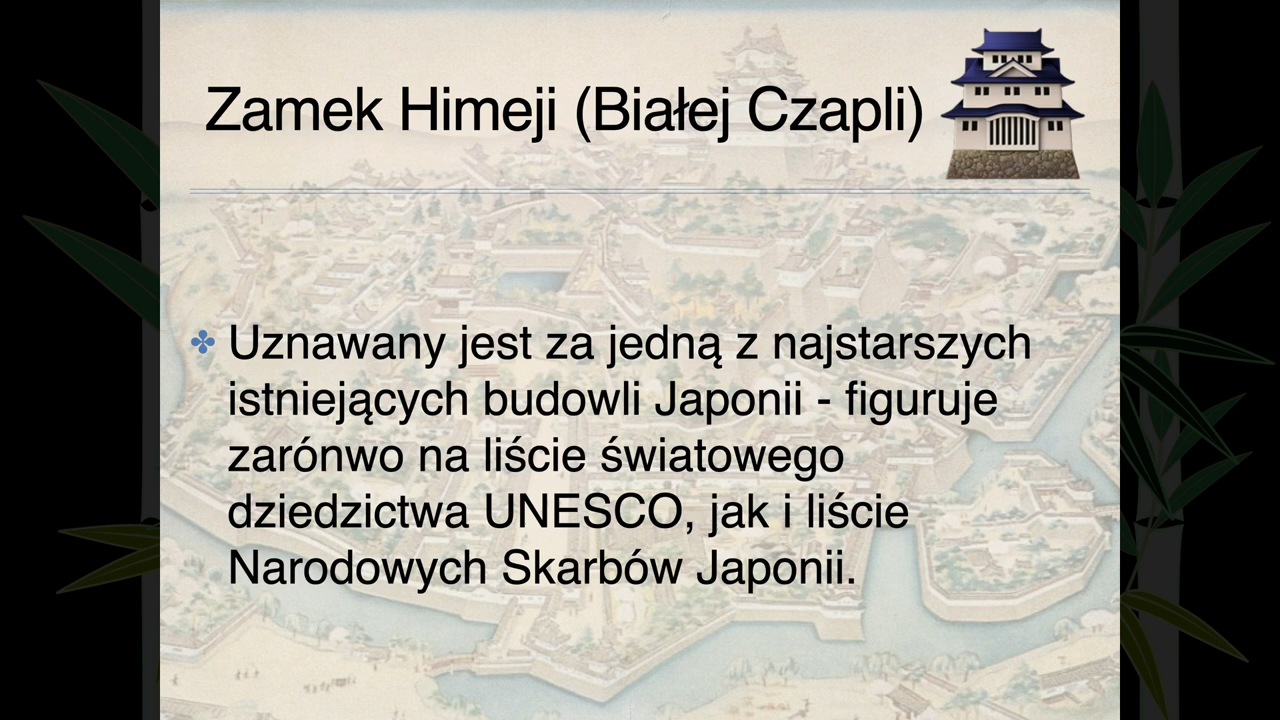 Zamek Himeji (Białej Czapli)
Uznawany jest za jedną z najstarszych
istniejących budowli Japonii - figuruje
zarónwo na liście światowego
dziedzictwa UNESCO, jak i liście
Narodowych Skarbów Japonii.